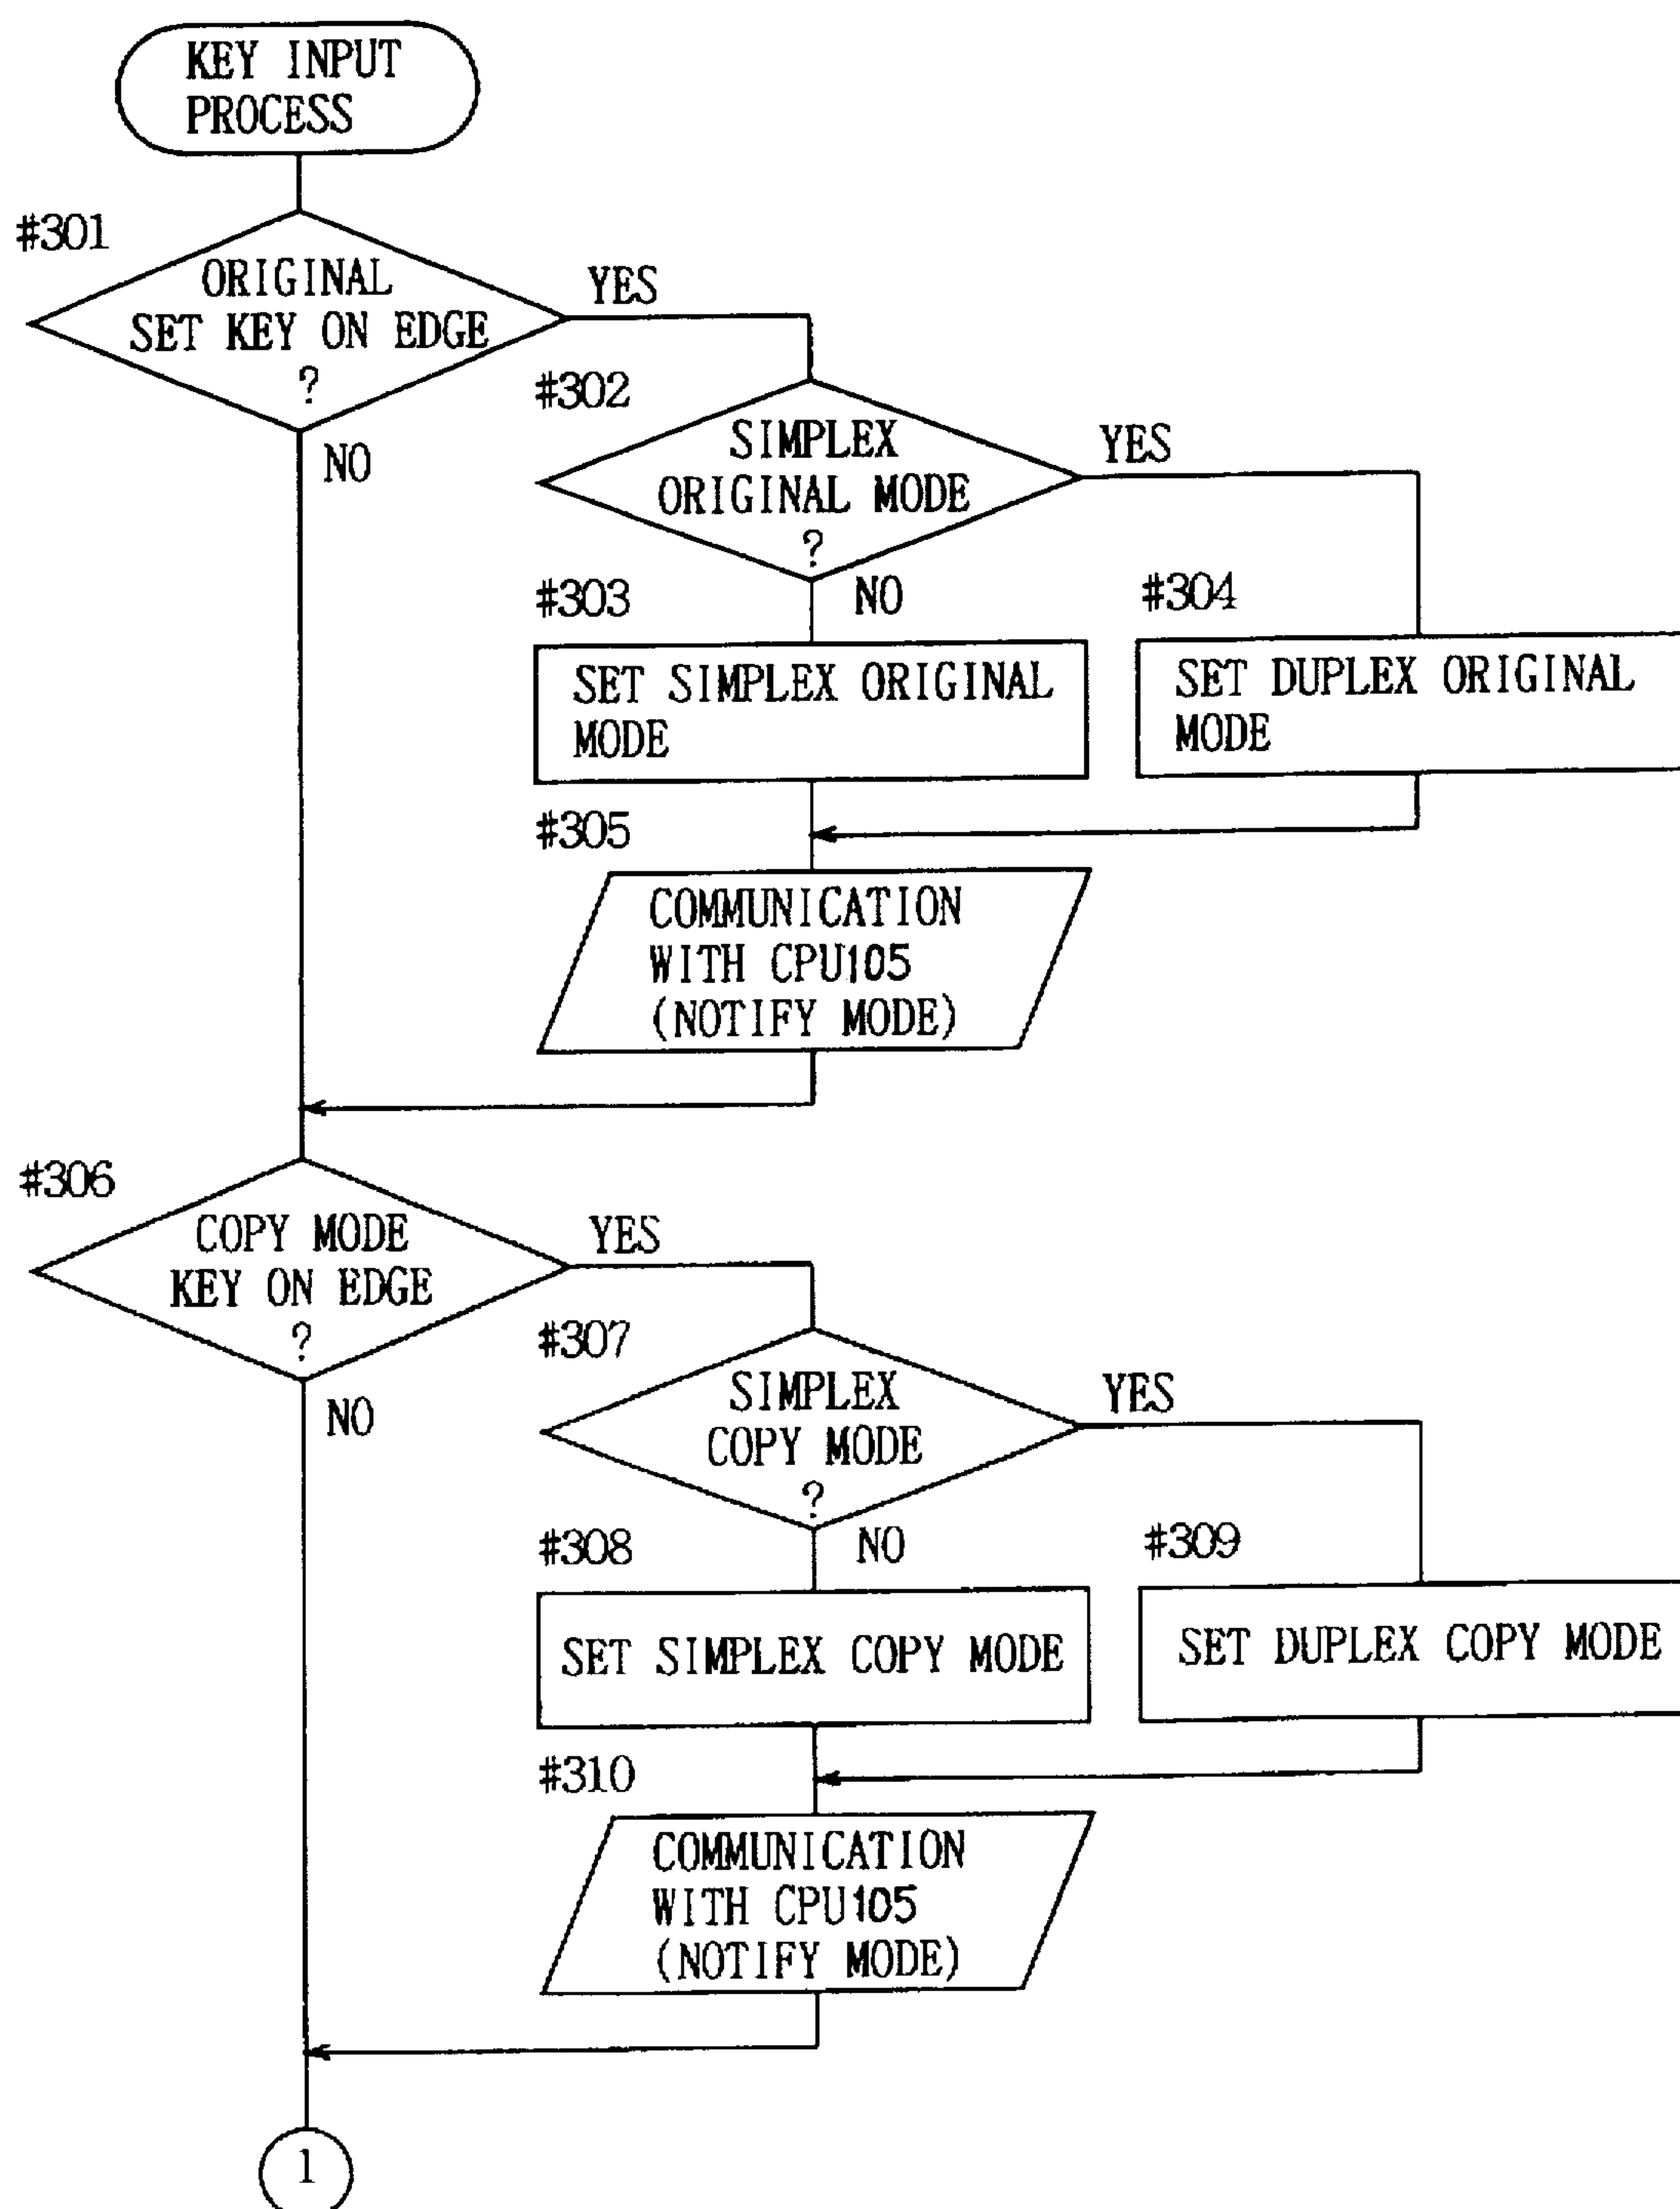 KEY INPUT
PROCESS
#301
ORIGINAL
SET KEY ON EDGE
?
YES
NO
#302
SIMPLEX
ORIGINAL MODE
?
YES
NO
#303
SET SIMPLEX ORIGINAL
MODE
#304
SET DUPLEX ORIGINAL
MODE
#305
COMMUNICATION
WITH CPU105
(NOTIFY MODE)
#306
COPY MODE
KEY ON EDGE
?
YES
NO
#307
SIMPLEX
COPY MODE
?
YES
NO
#308
SET SIMPLEX COPY MODE
#309
SET DUPLEX COPY MODE
#310
COMMUNICATION
WITH CPU105
(NOTIFY MODE)
1